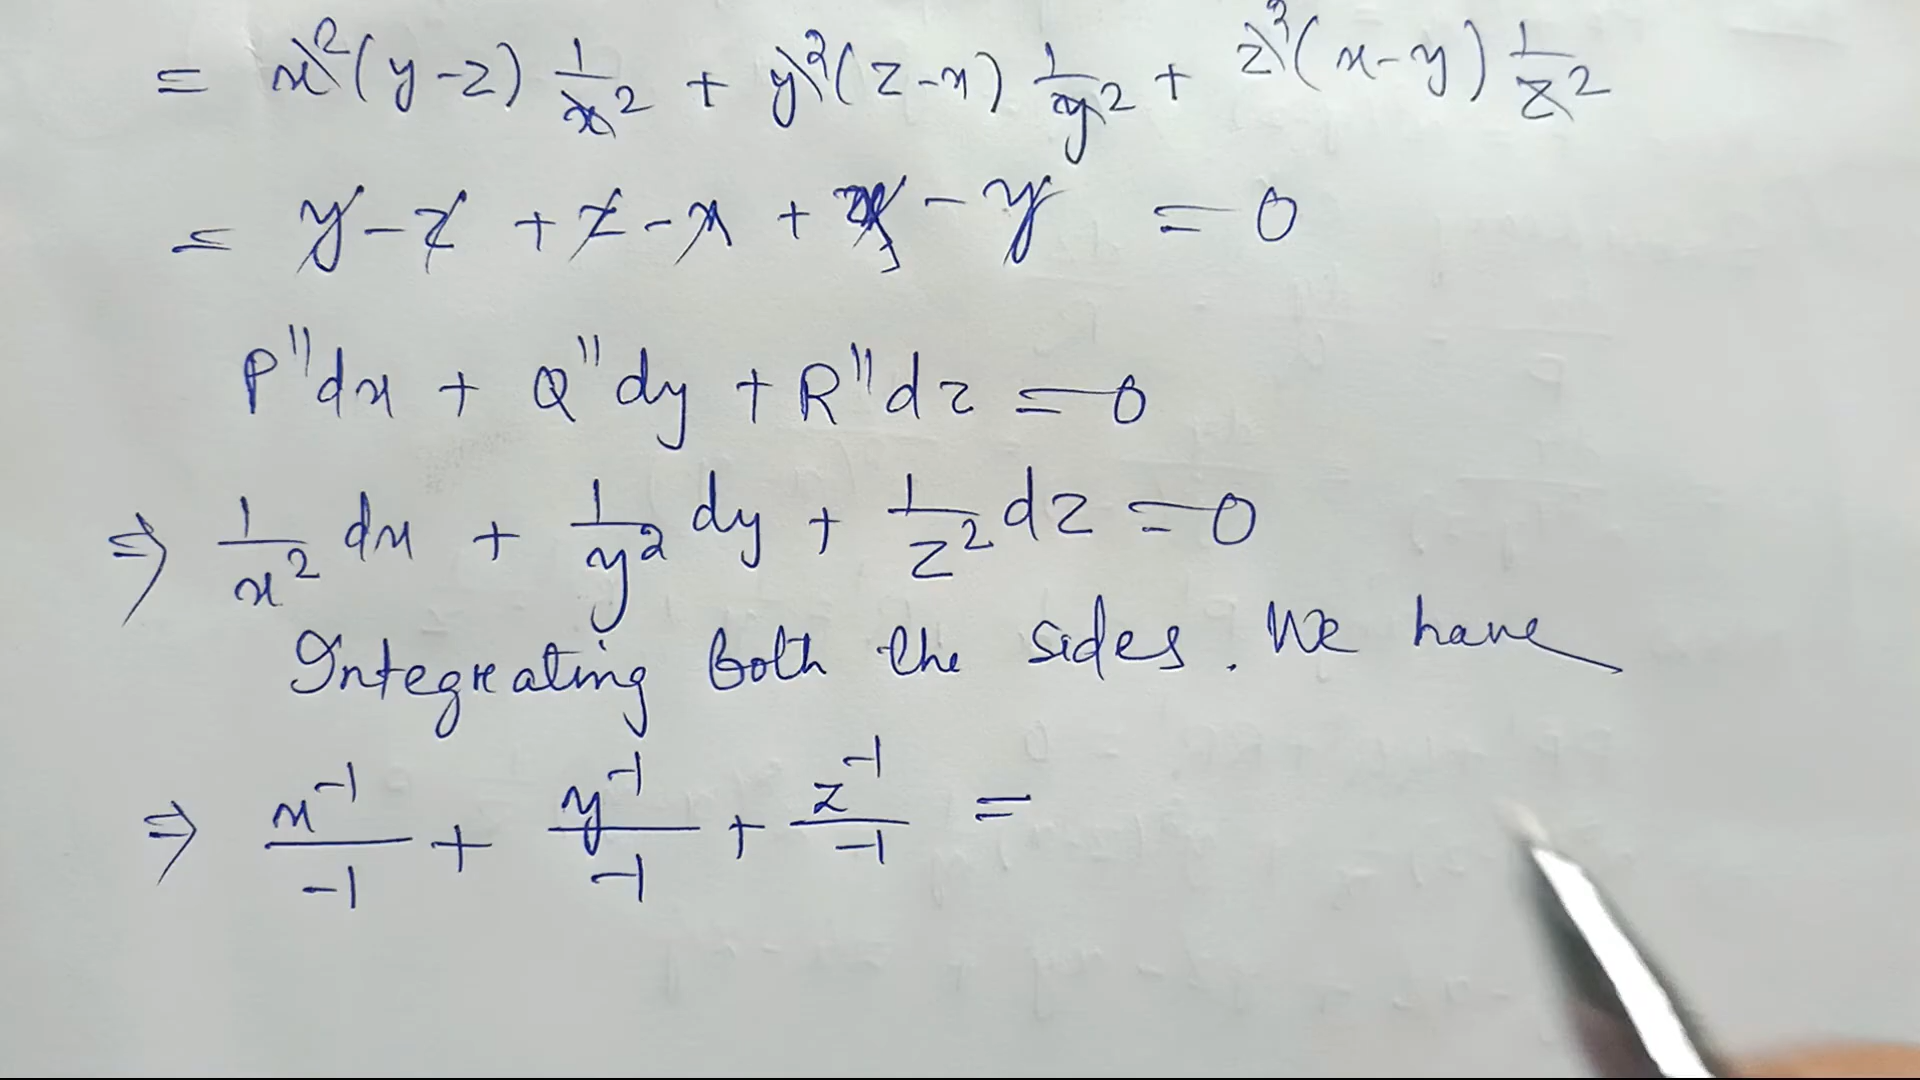 = x²(y-z) 1/x² + y²(z-x) 1/y² + z²(x-y) 1/z²
= y-z + z-x + x - y = 0
P"dx + Q"dy + R"dz = 0
⇒ 1/x² dx + 1/y² dy + 1/z² dz = 0
Integrating both the sides. We have
⇒ x⁻¹/-1 + y⁻¹/-1 + z⁻¹/-1 =